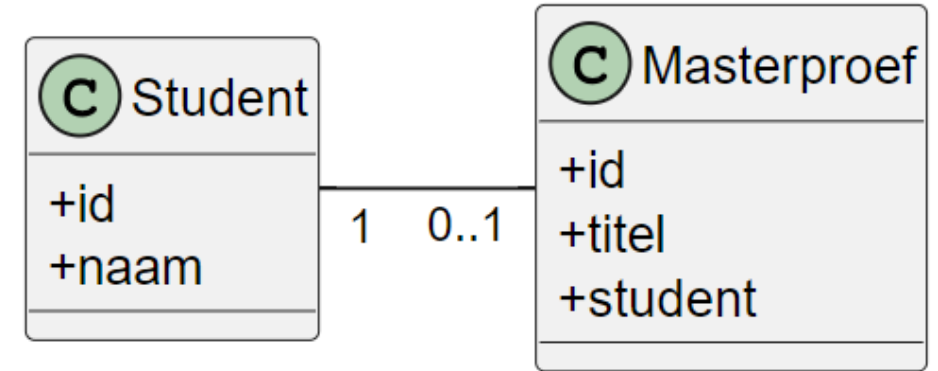 C Student
+id
+naam
1 0..1
C Masterproef
+id
+titel
+student